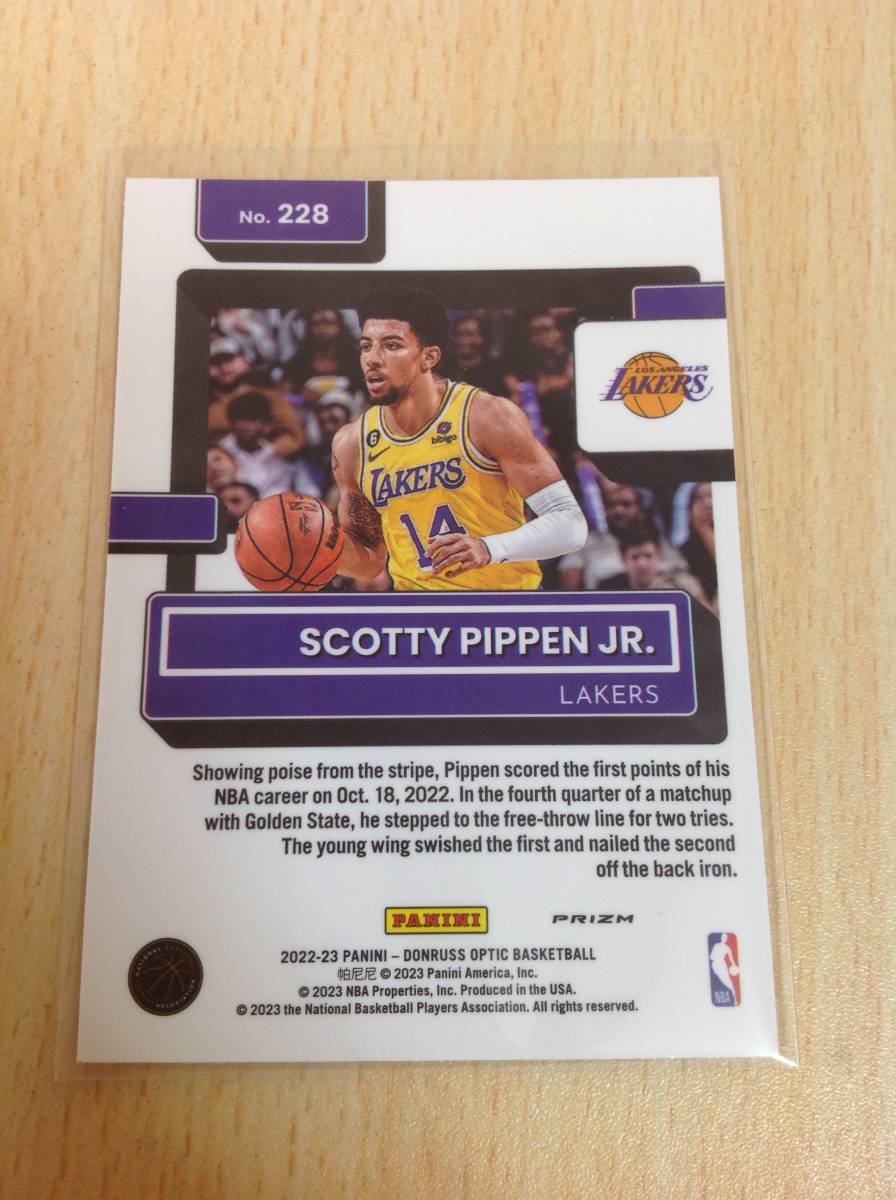 No. 228
LOS ANGELES
LAKERS
6
bibigo
LAKERS
14
SCOTTY PIPPEN JR.
LAKERS
Showing poise from the stripe, Pippen scored the first points of his
NBA career on Oct. 18, 2022. In the fourth quarter of a matchup
with Golden State, he stepped to the free-throw line for two tries.
The young wing swished the first and nailed the second
off the back iron.
PANINI
PRIZM
2022-23 PANINI – DONRUSS OPTIC BASKETBALL
帕尼尼 © 2023 Panini America, Inc.
© 2023 NBA Properties, Inc. Produced in the USA.
© 2023 the National Basketball Players Association. All rights reserved.
NBA